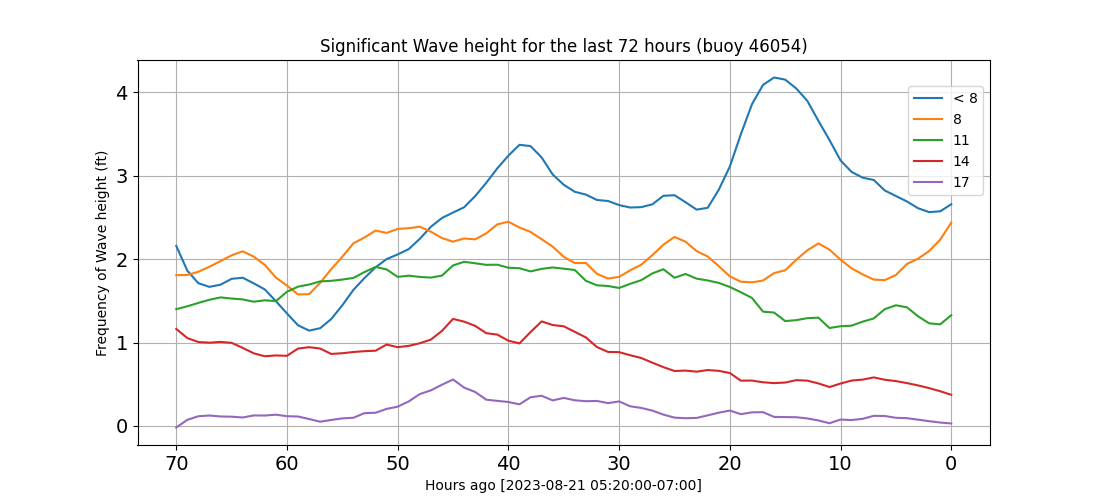 Significant Wave height for the last 72 hours (buoy 46054)
Frequency of Wave height (ft)
4
3
2
1
0
< 8
8
11
14
17
70 60 50 40 30 20 10 0
Hours ago [2023-08-21 05:20:00-07:00]